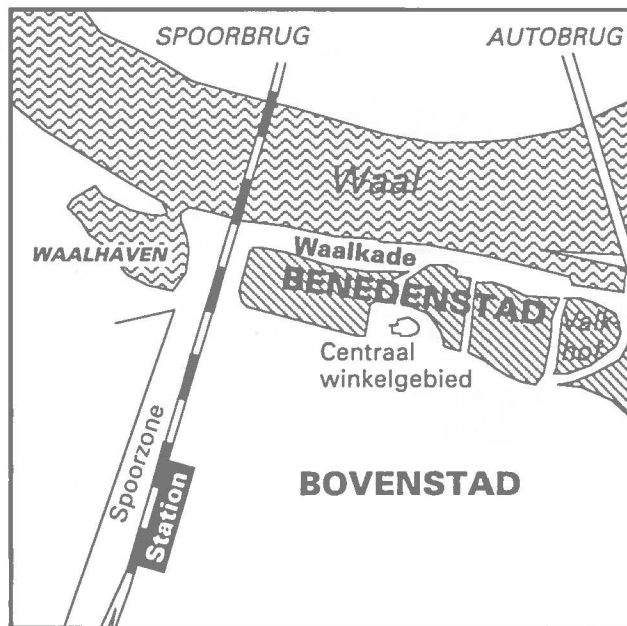 SPOORBRUG
AUTOBRUG
Waal
WAALHAVEN
Waalkade
BENEDENSTAD
Valk-
hof
Centraal
winkelgebied
Spoorzone
Station
BOVENSTAD